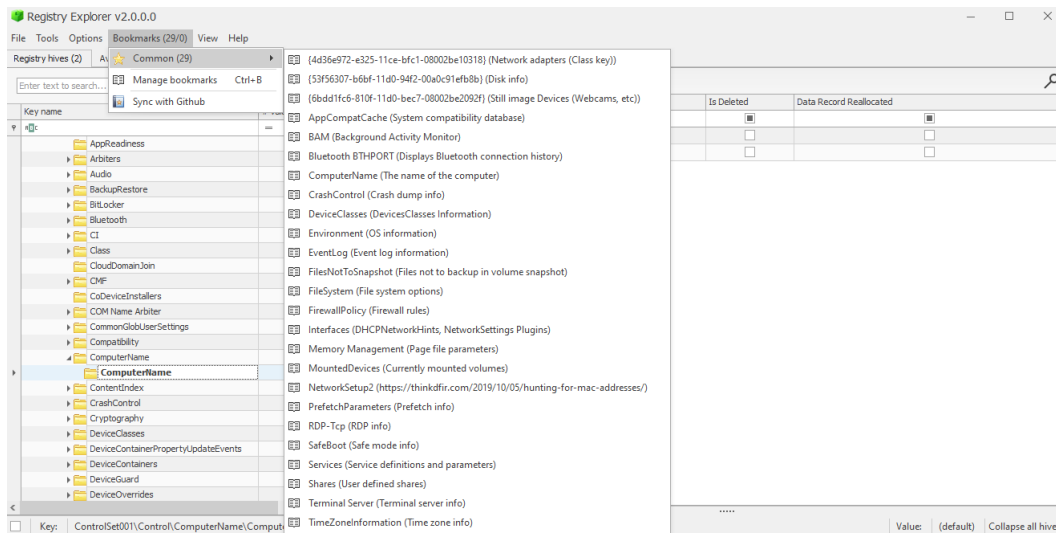 Registry Explorer v2.0.0.0
File Tools Options Bookmarks (29/0) View Help
Registry hives (2) Av
Common (29)
Manage bookmarks Ctrl+B
Sync with Github
Enter text to search...
Key name
Is Deleted
Data Record Reallocated
=
AppReadiness
Arbiters
Audio
BackupRestore
BitLocker
Bluetooth
CI
Class
CloudDomainJoin
CMF
CoDeviceInstallers
COM Name Arbiter
CommonGlobUserSettings
Compatibility
ComputerName
ComputerName
ContentIndex
CrashControl
Cryptography
DeviceClasses
DeviceContainerPropertyUpdateEvents
DeviceContainers
DeviceGuard
DeviceOverrides
{4d36e972-e325-11ce-bfc1-08002be10318} (Network adapters (Class key))
{53f56307-b6bf-11d0-94f2-00a0c91efb8b} (Disk info)
{6bdd1fc6-810f-11d0-bec7-08002be2092f} (Still image Devices (Webcams, etc))
AppCompatCache (System compatibility database)
BAM (Background Activity Monitor)
Bluetooth BTHPORT (Displays Bluetooth connection history)
ComputerName (The name of the computer)
CrashControl (Crash dump info)
DeviceClasses (DevicesClasses Information)
Environment (OS information)
EventLog (Event log information)
FilesNotToSnapshot (Files not to backup in volume snapshot)
FileSystem (File system options)
FirewallPolicy (Firewall rules)
Interfaces (DHCPNetworkHints, NetworkSettings Plugins)
Memory Management (Page file parameters)
MountedDevices (Currently mounted volumes)
NetworkSetup2 (https://thinkdfir.com/2019/10/05/hunting-for-mac-addresses/)
PrefetchParameters (Prefetch info)
RDP-Tcp (RDP info)
SafeBoot (Safe mode info)
Services (Service definitions and parameters)
Shares (User defined shares)
Terminal Server (Terminal server info)
TimeZoneInformation (Time zone info)
Key: ControlSet001\Control\ComputerName\Compute
Value: (default) Collapse all hive